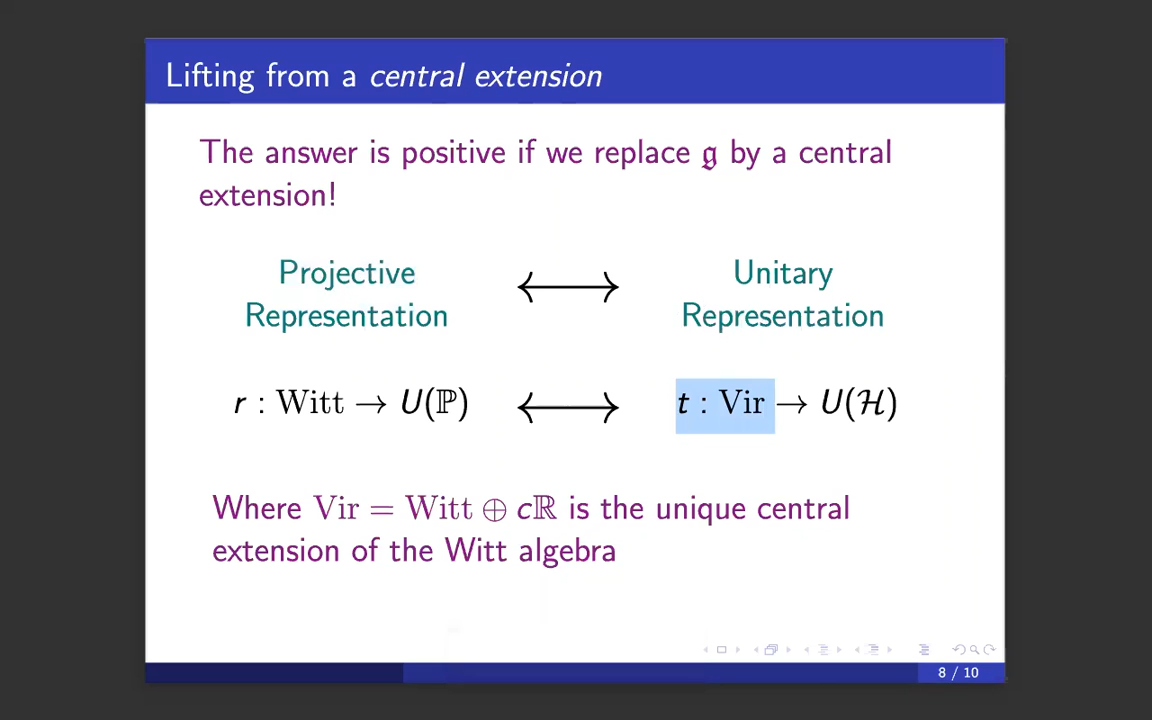 Lifting from a central extension
The answer is positive if we replace 𝔤 by a central
extension!
Projective ⟷ Unitary
Representation Representation
r : Witt → U(ℙ) ⟷ t : Vir → U(ℋ)
Where Vir = Witt ⊕ cℝ is the unique central
extension of the Witt algebra
8 / 10